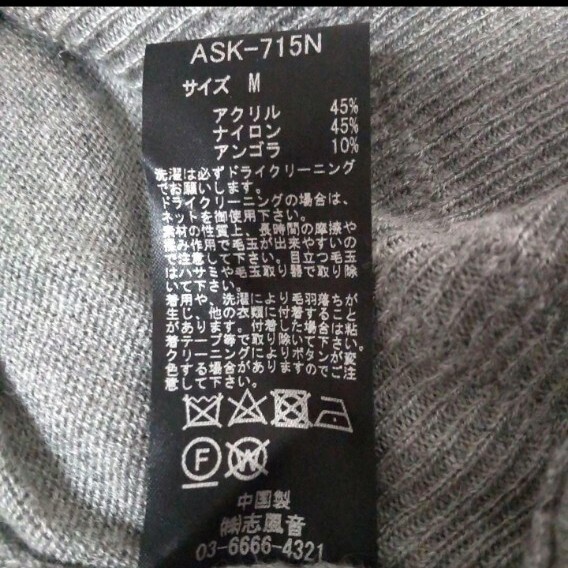 ASK-715N
サイズ M
アクリル 45%
ナイロン 45%
アンゴラ 10%
洗濯は必ずドライクリーニング
でお願いします。
ドライクリーニングの場合は、
ネットを御使用下さい。
素材の性質上、長時間の摩擦や
揉み作用で毛玉が出来やすいの
で注意して下さい。目立つ毛玉
はハサミや毛玉取り器で取り除
いて下さい。
着用や、洗濯により毛羽落ちが
生じ、他の衣類に付着すること
があります。付着した場合は粘
着テープ等で取り除いて下さい。
クリーニングによりボタンが変
色する場合がありますのでご注
意して下さい。
F W
中国製
㈲志風音
03-6666-4321